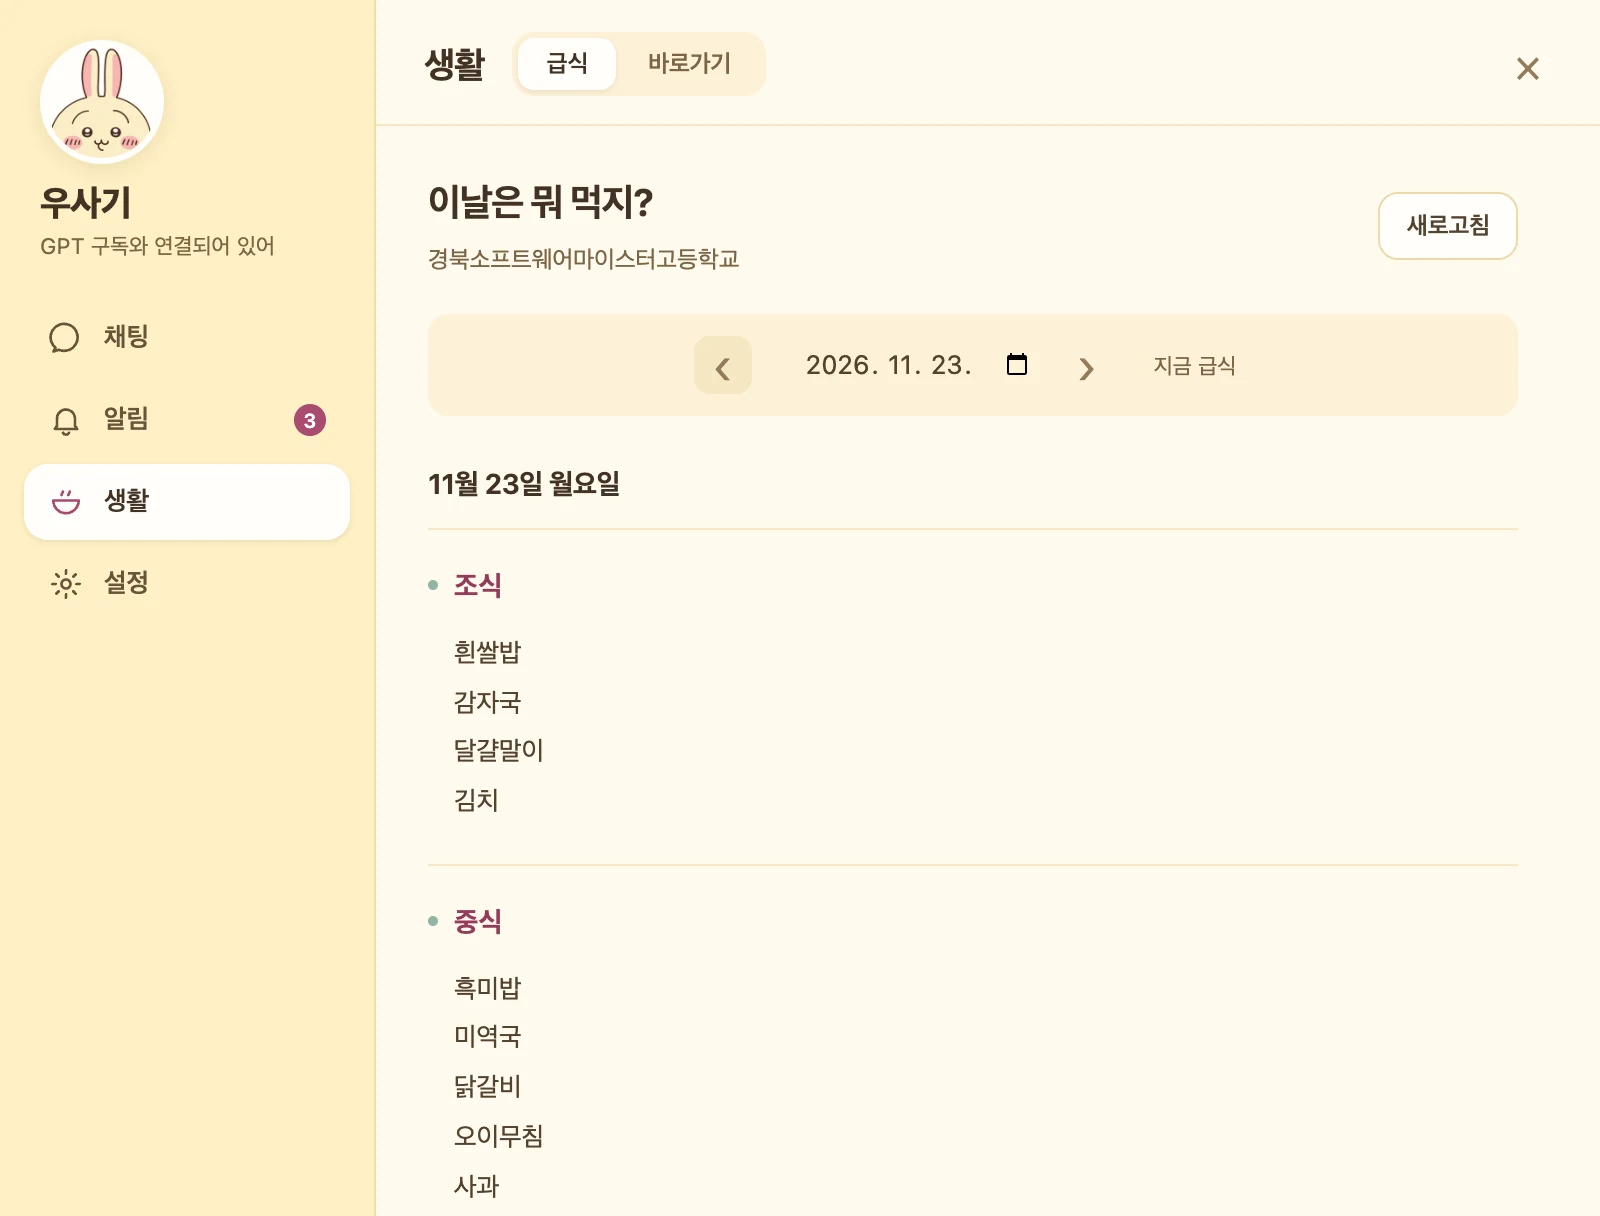 우사기
GPT 구독와 연결되어 있어
채팅
알림 3
생활
설정
생활 급식 바로가기
이날은 뭐 먹지?
경북소프트웨어마이스터고등학교
새로고침
2026. 11. 23. 지금 급식
11월 23일 월요일
조식
흰쌀밥
감자국
달걀말이
김치
중식
흑미밥
미역국
닭갈비
오이무침
사과